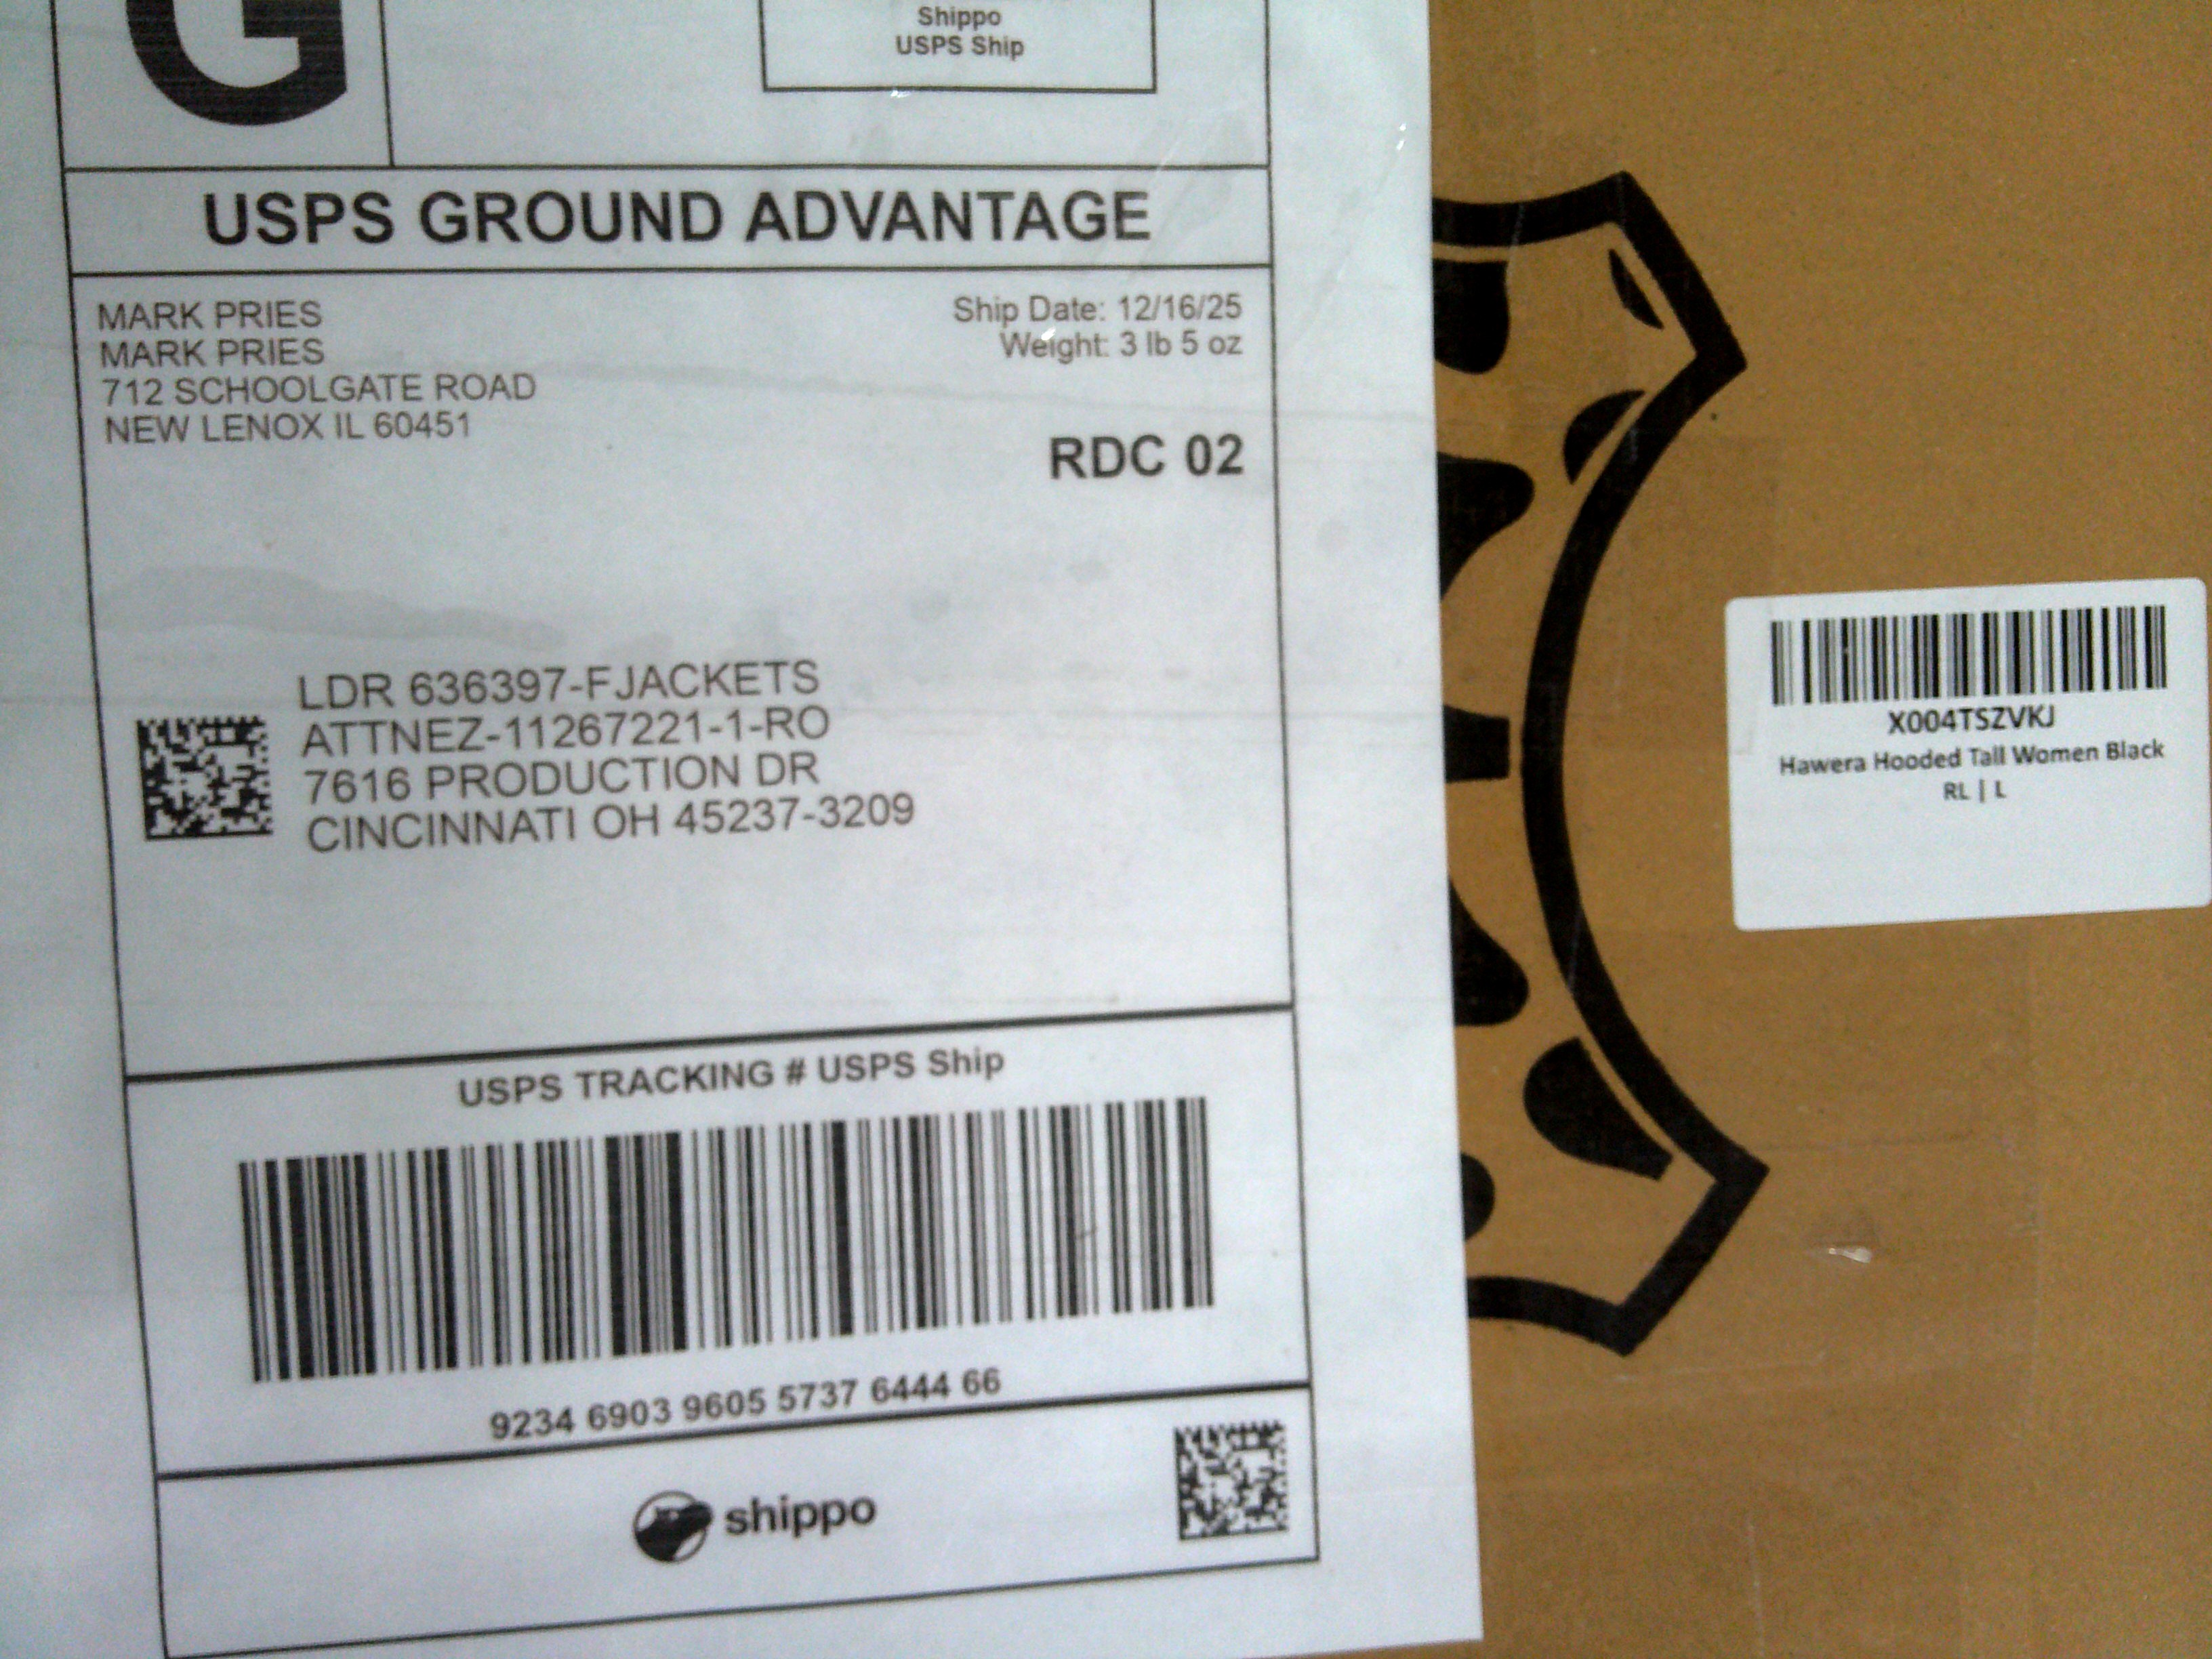 G
Shippo
USPS Ship
USPS GROUND ADVANTAGE
MARK PRIES
MARK PRIES
712 SCHOOLGATE ROAD
NEW LENOX IL 60451
Ship Date: 12/16/25
Weight: 3 lb 5 oz
RDC 02
LDR 636397-FJACKETS
ATTNEZ-11267221-1-RO
7616 PRODUCTION DR
CINCINNATI OH 45237-3209
USPS TRACKING # USPS Ship
9234 6903 9605 5737 6444 66
shippo
X004TSZVKJ
Hawera Hooded Tall Women Black
RL | L